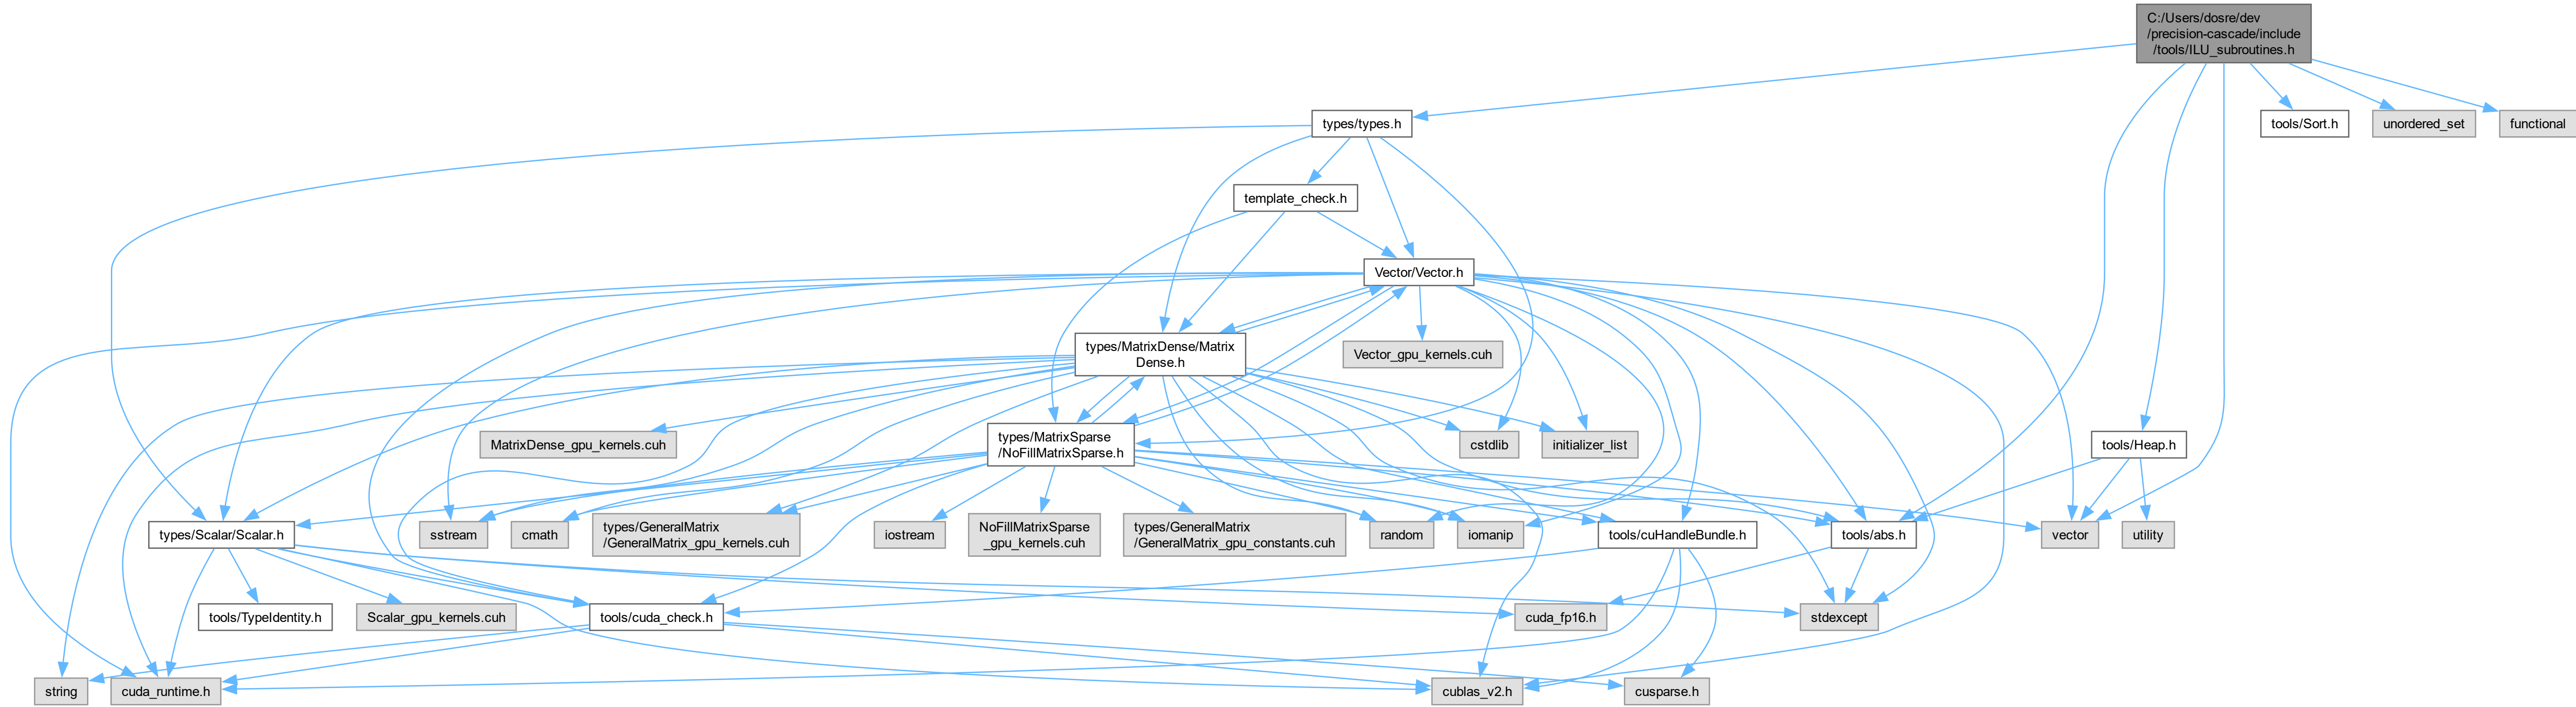 C:/Users/dosre/dev
/precision-cascade/include
/tools/ILU_subroutines.h
types/types.h
tools/Sort.h
unordered_set
functional
template_check.h
Vector/Vector.h
types/MatrixDense/Matrix
Dense.h
Vector_gpu_kernels.cuh
MatrixDense_gpu_kernels.cuh
types/MatrixSparse
/NoFillMatrixSparse.h
cstdlib
initializer_list
tools/Heap.h
types/Scalar/Scalar.h
sstream
cmath
types/GeneralMatrix
/GeneralMatrix_gpu_kernels.cuh
iostream
NoFillMatrixSparse
_gpu_kernels.cuh
types/GeneralMatrix
/GeneralMatrix_gpu_constants.cuh
random
iomanip
tools/cuHandleBundle.h
tools/abs.h
vector
utility
tools/TypeIdentity.h
Scalar_gpu_kernels.cuh
tools/cuda_check.h
cuda_fp16.h
stdexcept
string
cuda_runtime.h
cublas_v2.h
cusparse.h